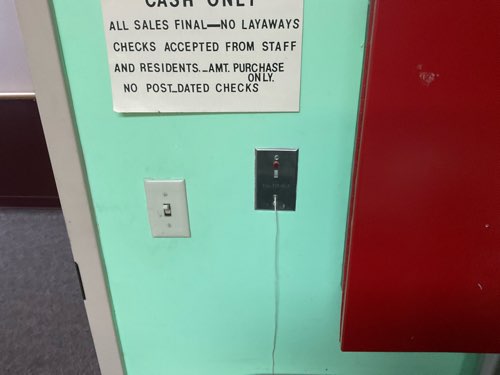 CASH ONLY
ALL SALES FINAL—NO LAYAWAYS
CHECKS ACCEPTED FROM STAFF
AND RESIDENTS._AMT. PURCHASE
ONLY.
NO POST_DATED CHECKS